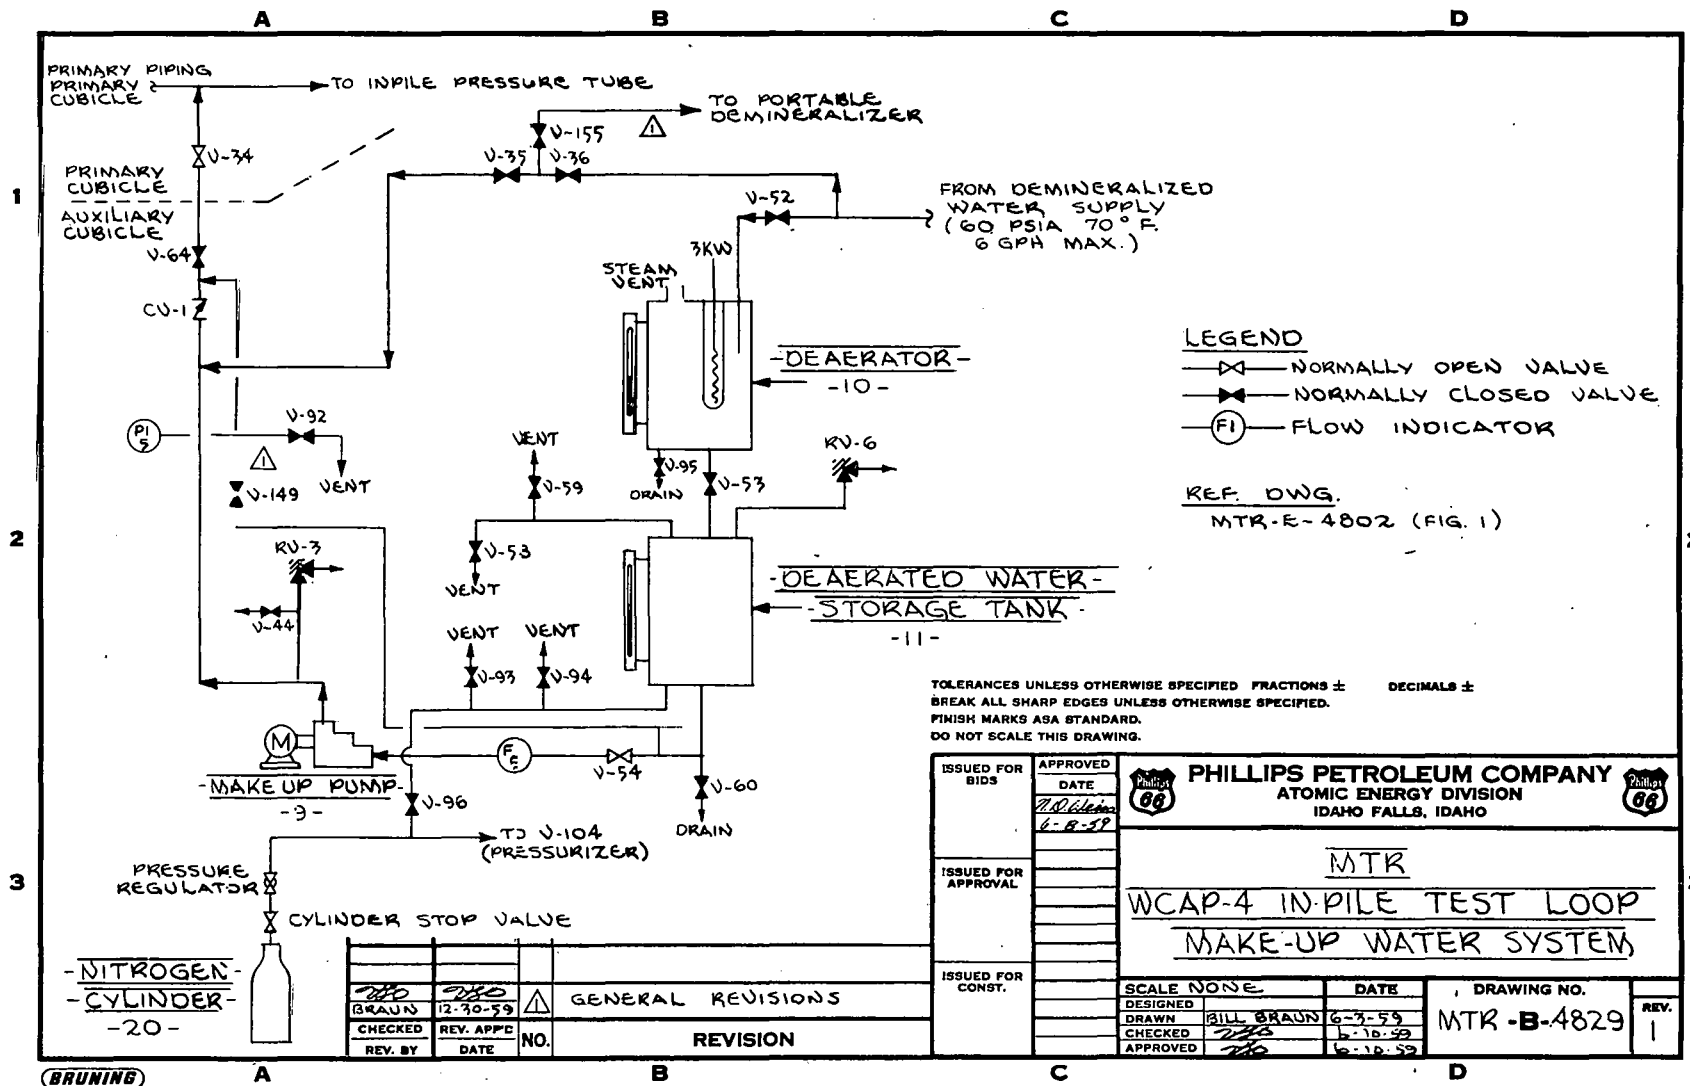 A B C D
PRIMARY PIPING
PRIMARY
CUBICLE
TO INPILE PRESSURE TUBE
TO PORTABLE
DEMINERALIZER
1
V-155
V-35 V-36
V-34
PRIMARY
CUBICLE
AUXILIARY
CUBICLE
1
V-52
FROM DEMINERALIZED
WATER SUPPLY
(60 PSIA 70° F.
6 GPH MAX.)
V-64
3KW
STEAM
VENT
CV-1
-DEAERATOR-
-10-
LEGEND
NORMALLY OPEN VALVE
NORMALLY CLOSED VALVE
FI FLOW INDICATOR
PI
5
V-92
VENT
1
V-149
VENT
V-59
V-95
DRAIN
V-53
RV-6
REF. DWG.
MTR-E-4802 (FIG. 1)
2
RV-3
V-53
VENT
V-44
-DEAERATED WATER-
-STORAGE TANK-
-11-
VENT VENT
V-93 V-94
M
F
V-54
V-60
DRAIN
-MAKE UP PUMP-
-9-
V-96
TO V-104
(PRESSURIZER)
PRESSURE
REGULATOR
3
CYLINDER STOP VALVE
-NITROGEN-
-CYLINDER-
-20-
TOLERANCES UNLESS OTHERWISE SPECIFIED FRACTIONS ± DECIMALS ±
BREAK ALL SHARP EDGES UNLESS OTHERWISE SPECIFIED.
FINISH MARKS ASA STANDARD.
DO NOT SCALE THIS DRAWING.
ISSUED FOR
BIDS
APPROVED
DATE
6-8-59
ISSUED FOR
APPROVAL
ISSUED FOR
CONST.
Phillips
66
PHILLIPS PETROLEUM COMPANY
ATOMIC ENERGY DIVISION
IDAHO FALLS, IDAHO
Phillips
66
MTR
WCAP-4 IN-PILE TEST LOOP
MAKE-UP WATER SYSTEM
SCALE NONE DATE
DESIGNED
DRAWN BILL BRAUN 6-3-59
CHECKED 6-10-59
APPROVED 6-10-59
DRAWING NO.
MTR-B-4829
REV.
1
BRAUN 12-30-59 1 GENERAL REVISIONS
CHECKED REV. APP'D NO. REVISION
REV. BY DATE
A B C D
(BRUNING)